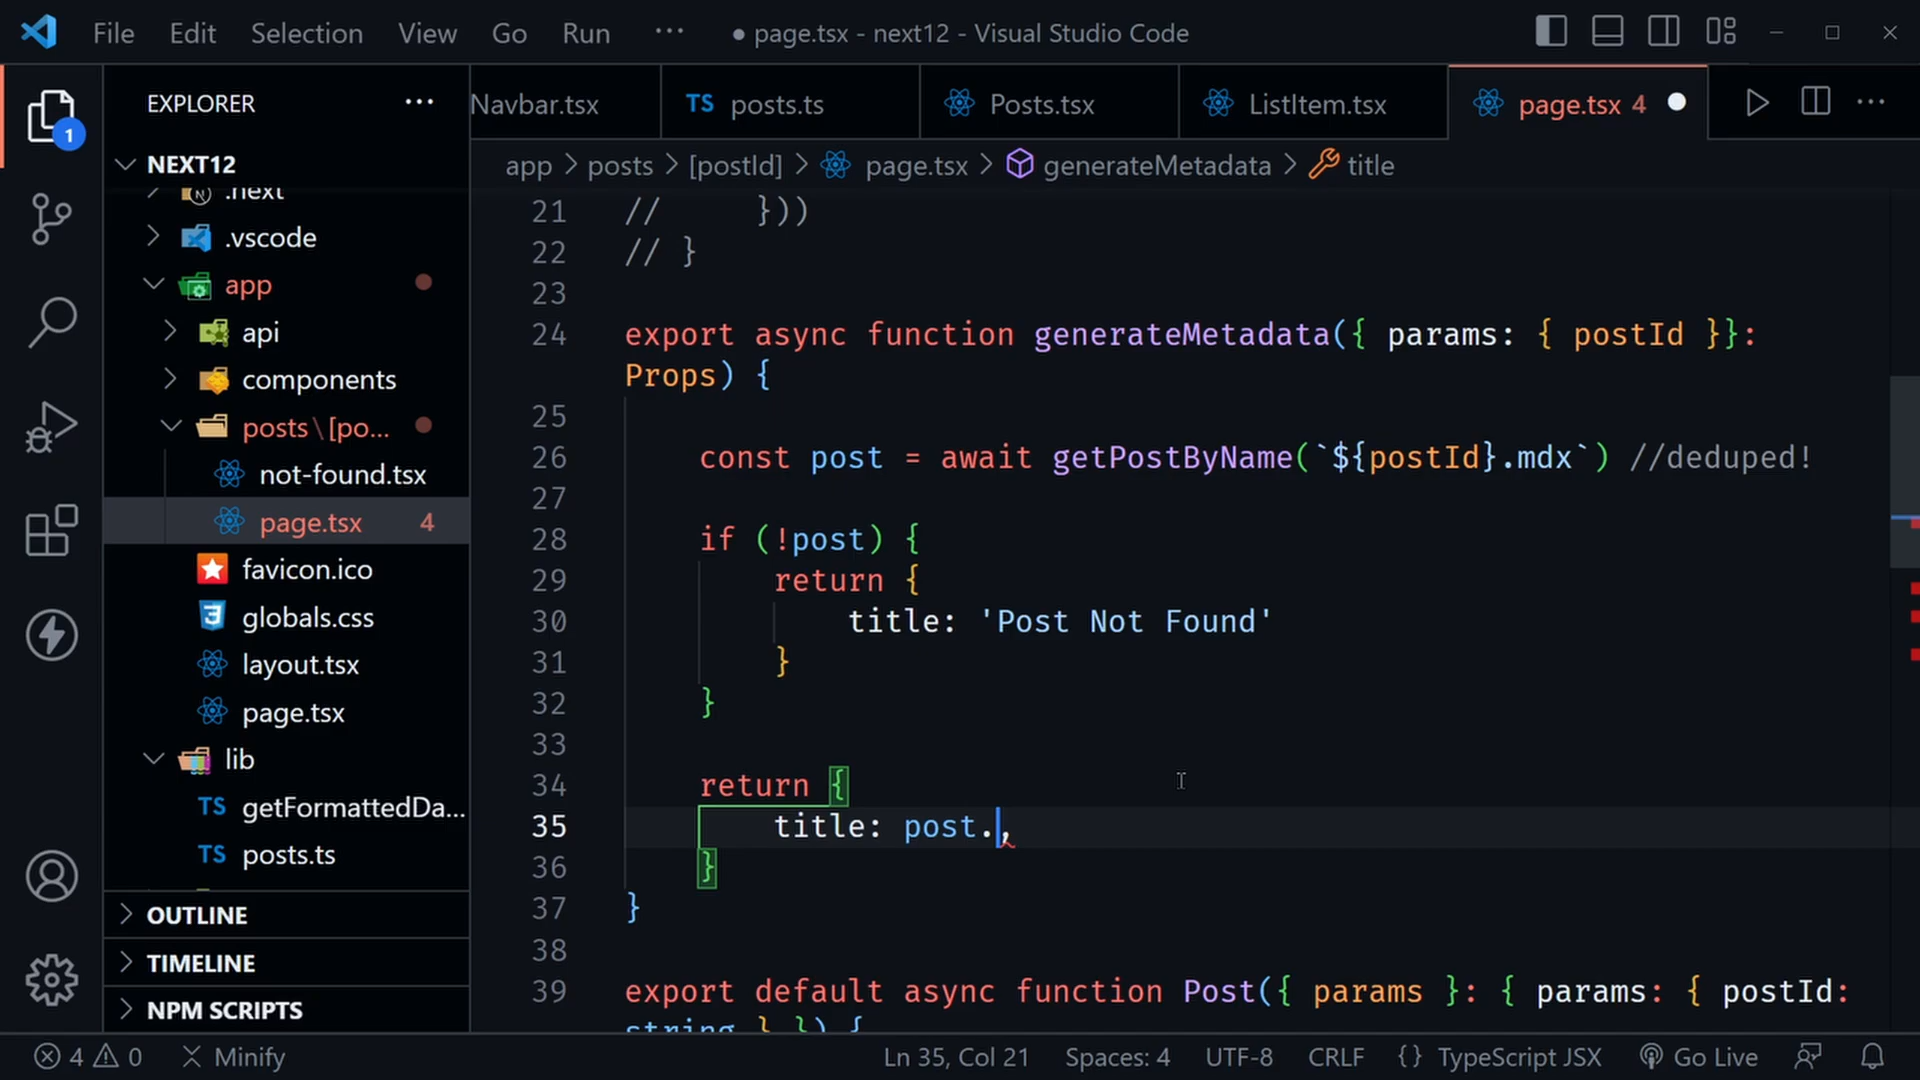 File Edit Selection View Go Run ··· ● page.tsx - next12 - Visual Studio Code
EXPLORER ···
Navbar.tsx TS posts.ts Posts.tsx ListItem.tsx page.tsx 4 ● ···
1
NEXT12
app > posts > [postId] > page.tsx > generateMetadata > title
.next
.vscode
app
api
components
posts\[po...
not-found.tsx
page.tsx 4
favicon.ico
globals.css
layout.tsx
page.tsx
lib
TS getFormattedDa...
TS posts.ts
OUTLINE
TIMELINE
NPM SCRIPTS
21 //     }))
22 // }
23
24 export async function generateMetadata({ params: { postId }}:
Props) {
25
26     const post = await getPostByName(`${postId}.mdx`) //deduped!
27
28     if (!post) {
29         return {
30             title: 'Post Not Found'
31         }
32     }
33
34     return {
35         title: post.,
36     }
37 }
38
39 export default async function Post({ params }: { params: { postId:
string } }) {
4 0 Minify Ln 35, Col 21 Spaces: 4 UTF-8 CRLF {} TypeScript JSX Go Live